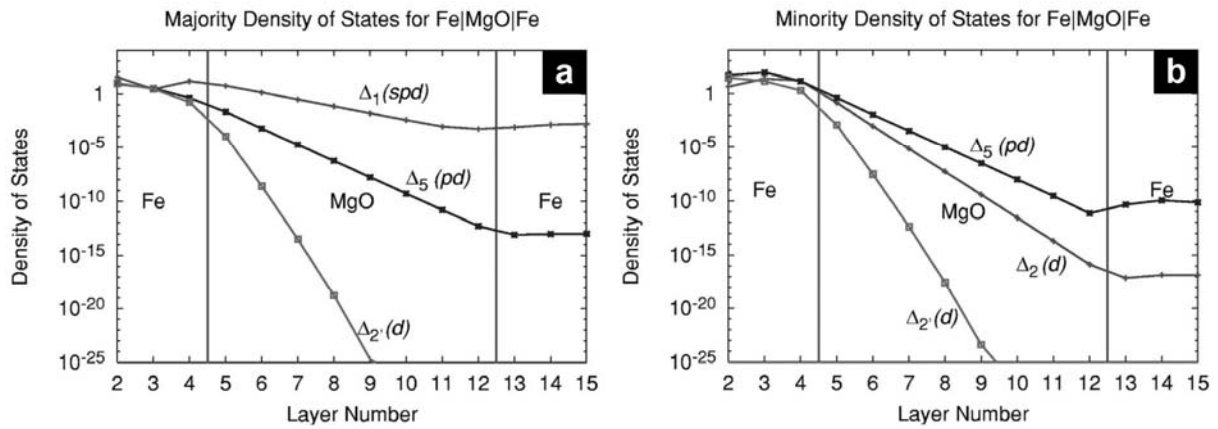 Majority Density of States for Fe|MgO|Fe
a
Density of States
1
10-5
10-10
10-15
10-20
10-25
Δ1(spd)
Δ5 (pd)
Δ2'(d)
Fe
MgO
Fe
2 3 4 5 6 7 8 9 10 11 12 13 14 15
Layer Number
Minority Density of States for Fe|MgO|Fe
b
Density of States
1
10-5
10-10
10-15
10-20
10-25
Δ5 (pd)
Fe
MgO
Fe
Δ2 (d)
Δ2'(d)
2 3 4 5 6 7 8 9 10 11 12 13 14 15
Layer Number